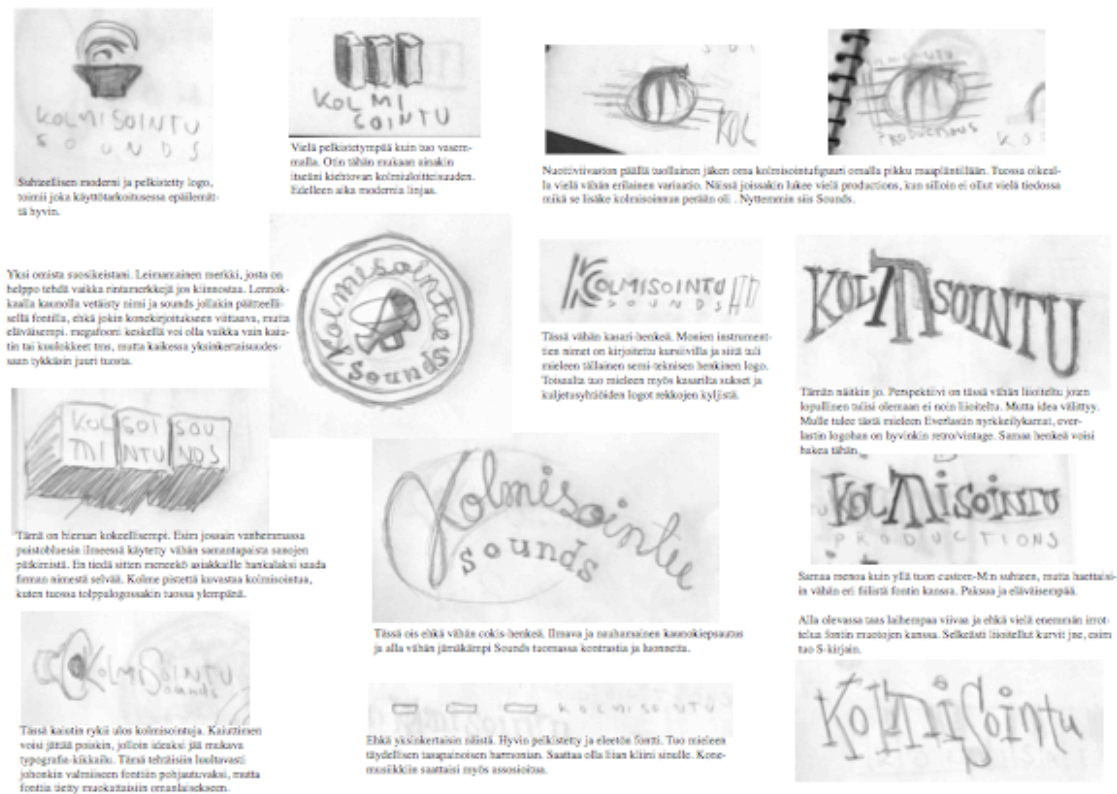 KOLMISOINTU
SOUNDS
Suhteellisen moderni ja pelkistetty logo,
toimii joka käyttötarkoituksessa epäilemät-
tä hyvin.
KOLMI
SOINTU
Vielä pelkistetympää kuin tuo vasem-
malla. Otin tähän mukaan ainakin
itseäni kiehtovan kolmiulotteisuuden.
Edelleen aika modernia linjaa.
KOL
PRODUCTIONS
KO
Nuottiviivaston päällä tuollainen jäken oma kolmisointufiguuri omalla pikku maapläntillään. Tuossa oikeal-
la vielä vähän erilainen variaatio. Näissä joissakin lukee vielä productions, kun silloin ei ollut vielä tiedossa
mikä se lisäke kolmisoinnun perään oli . Nyttemmin siis Sounds.
Yksi omista suosikeistani. Leimamainen merkki, josta on
helppo tehdä vaikka rintamerkkejä jos kiinnostaa. Lennok-
kaalla kaunolla vetäisty nimi ja sounds jollakin päätteelli-
sellä fontilla, ehkä jokin konekirjoitukseen viittaava, mutta
eläväisempi. megafooni keskellä voi olla vaikka vain kaiu-
tin tai kuulokkeet tms, mutta kaikessa yksinkertaisuudes-
saan tykkäsin juuri tuosta.
Kolmisointu
sounds
KOLMISOINTU
SOUNDS
Tässä vähän kasari-henkeä. Monien instrument-
tien nimet on kirjoitettu kursiivilla ja siitä tuli
mieleen tällainen semi-teknisen henkinen logo.
Toisaalta tuo mieleen myös kasarilta sukset ja
kuljetusyhtiöiden logot rekkojen kyljistä.
KOLMISOINTU
Tämän näitkin jo. Perspektiivi on tässä vähän liioiteltu joten
lopullinen tulisi olemaan ei noin liioiteltu. Mutta idea välittyy.
Mulle tulee tästä mieleen Everlastin nyrkkeilykamat, ever-
lastin logohan on hyvinkin retro/vintage. Samaa henkeä voisi
hakea tähän.
KOL SOI SOU
MI NTU NDS
Tämä on hieman kokeellisempi. Esim jossain vanhemmassa
puistobluesin ilmeessä käytetty vähän samantapaista sanojen
pätkimistä. En tiedä sitten meneekö asiakkaille hankalaksi saada
firman nimestä selvää. Kolme pistettä kuvastaa kolmisointua,
kuten tuossa tolppalogossakin tuossa ylempänä.
Kolmisointu
sounds
Tässä ois ehkä vähän cokis-henkeä. Ilmava ja nauhamainen kaunokiepsautus
ja alla vähän jämäkämpi Sounds tuomassa kontrastia ja luonnetta.
KOLMISOINTU
PRODUCTIONS
Samaa menoa kuin yllä tuon custom-M:n suhteen, mutta haettaisi-
in vähän eri fiilistä fontin kanssa. Paksua ja eläväisempää.
Alla olevassa taas laihempaa viivaa ja ehkä vielä enemmän irrot-
telua fontin muotojen kanssa. Selkeästi liioitellut kurvit jne, esim
tuo S-kirjain.
KOLMISOINTU
Sounds
Tässä kaiutin rykii ulos kolmisointuja. Kaiuttimen
voisi jättää poiskin, jolloin ideaksi jää mukava
typografia-kikkailu. Tämä tehtäisiin luultavasti
johonkin valmiiseen fonttiin pohjautuvaksi, mutta
fonttia tietty muokattaisiin omanlaisekseen.
KOLMISOINTU
Ehkä yksinkertaisin näistä. Hyvin pelkistetty ja eleetön fontti. Tuo mieleen
täydellisen tasapainoisen harmonian. Saattaa olla liian kliini sinulle. Kone-
musiikkiin saattaisi myös assosioitua.
KOLMISOINTU